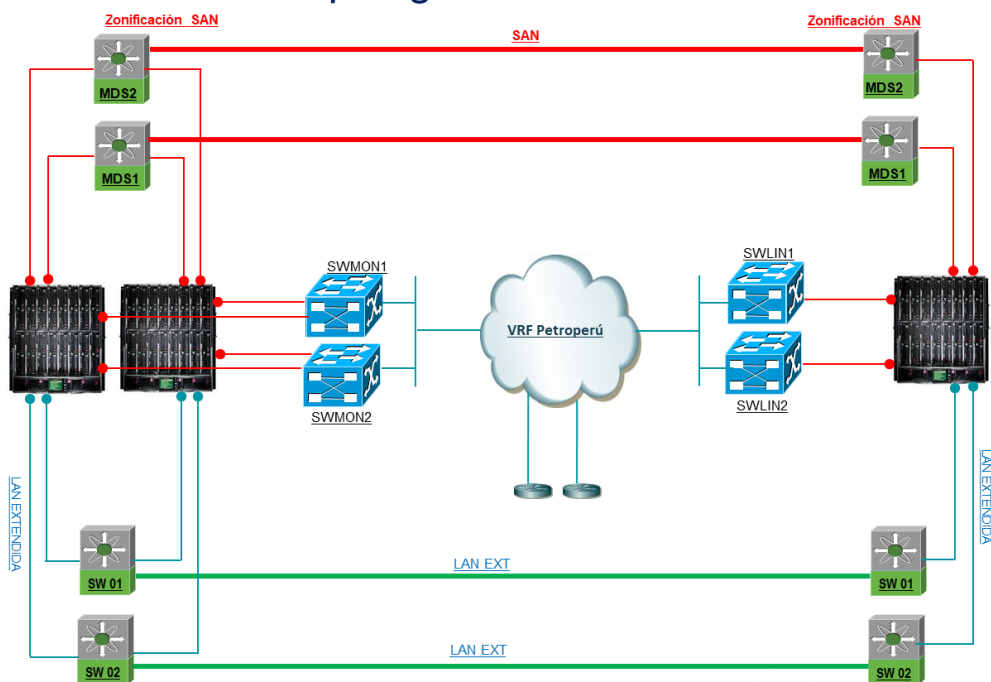 Zonificación SAN
Zonificación SAN
SAN
MDS2
MDS2
MDS1
MDS1
SWMON1
SWLIN1
VRF Petroperú
SWMON2
SWLIN2
LAN EXTENDIDA
LAN EXTENDIDA
LAN EXT
SW 01
SW 01
LAN EXT
SW 02
SW 02